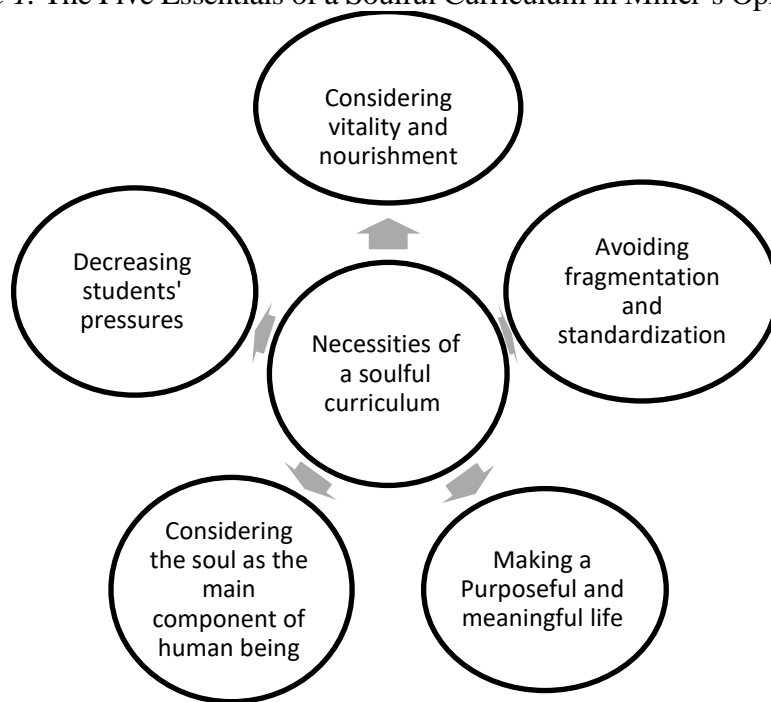 1. The Five Essentials of a Soulful Curriculum in Miller's
Considering
vitality and
nourishment
Decreasing
students'
pressures
Avoiding
fragmentation
and
standardization
Necessities of
a soulful
curriculum
Considering
the soul as the
main
component of
human being
Making a
Purposeful and
meaningful life